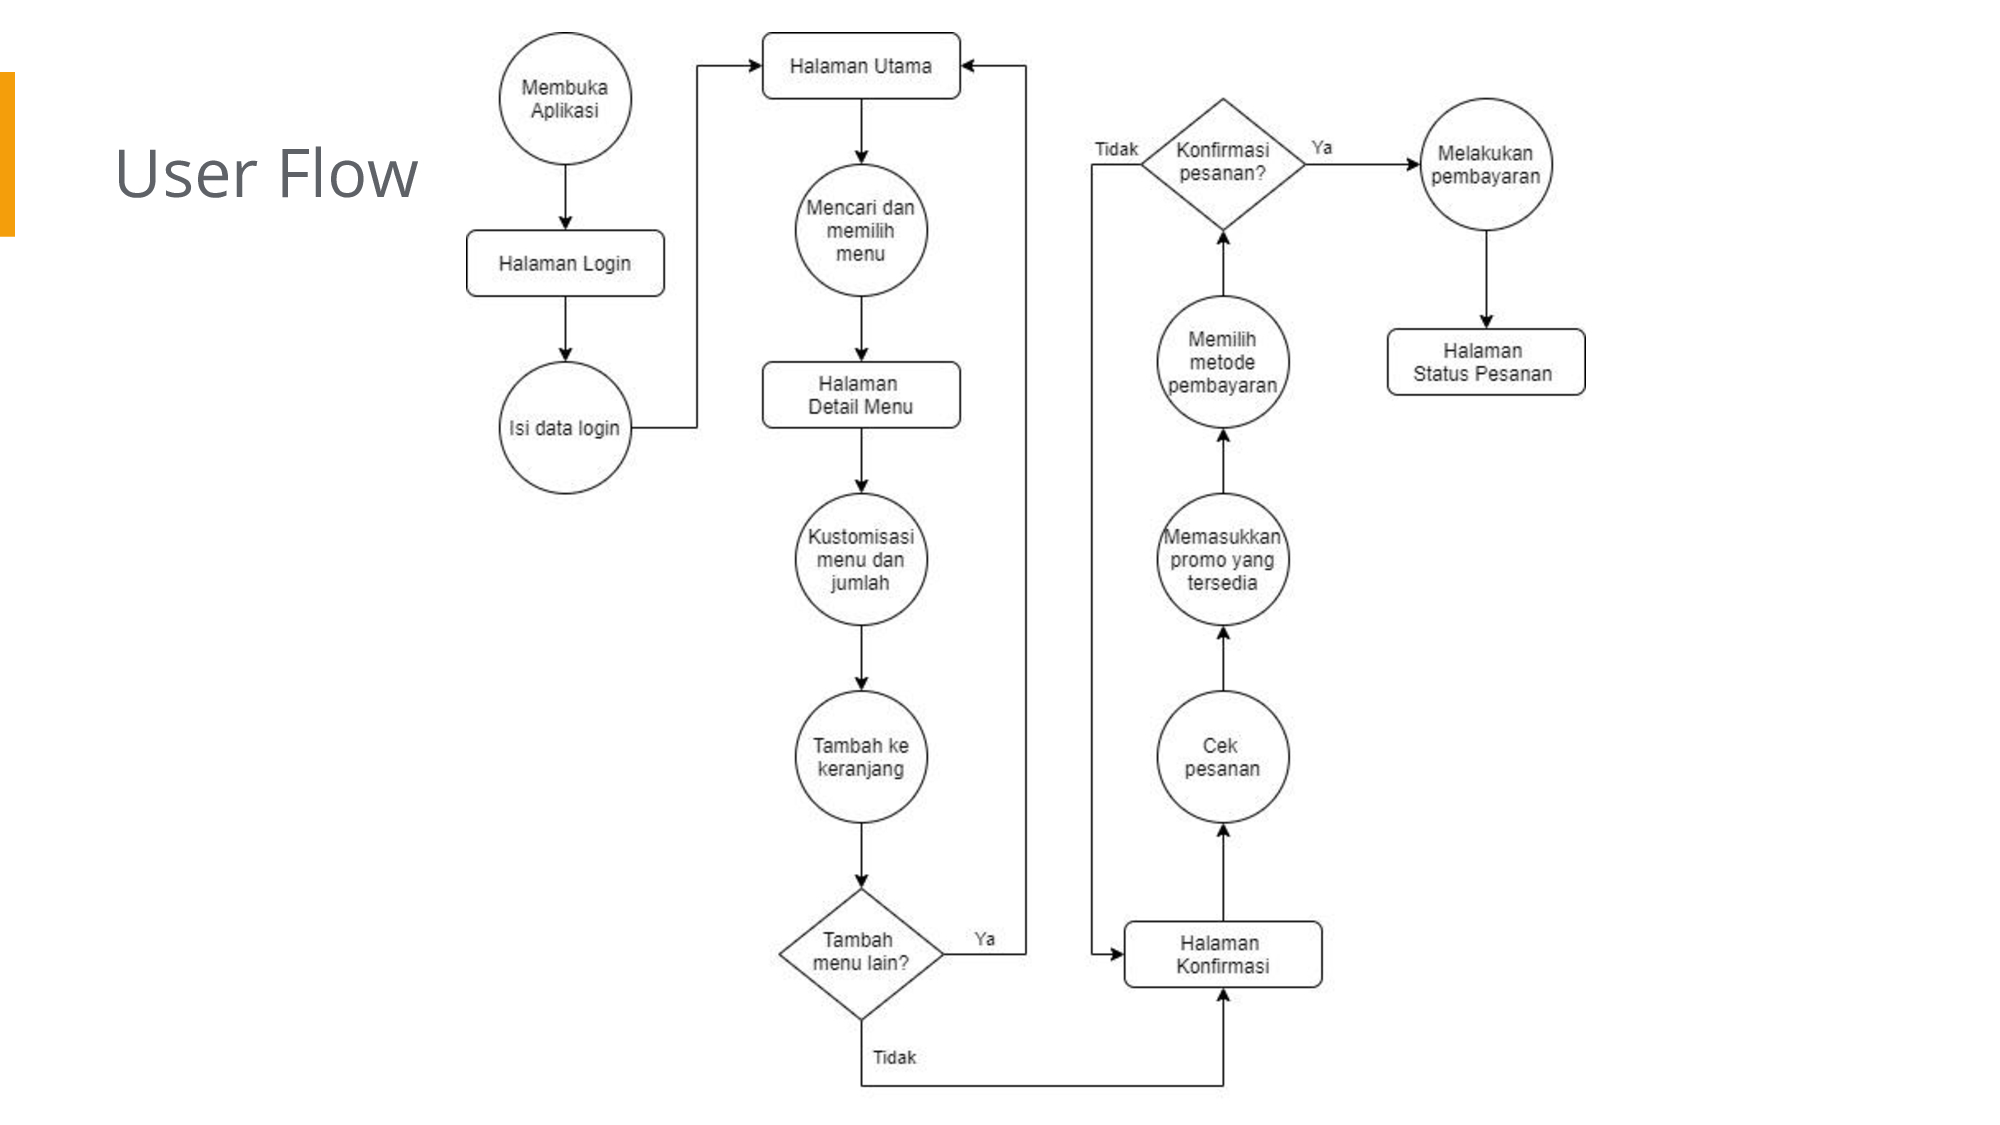 User Flow
Membuka
Aplikasi
Halaman Login
Isi data login
Halaman Utama
Mencari dan
memilih
menu
Halaman
Detail Menu
Kustomisasi
menu dan
jumlah
Tambah ke
keranjang
Tambah
menu lain?
Ya
Tidak
Halaman
Konfirmasi
Cek
pesanan
Memasukkan
promo yang
tersedia
Memilih
metode
pembayaran
Konfirmasi
pesanan?
Tidak
Ya
Melakukan
pembayaran
Halaman
Status Pesanan